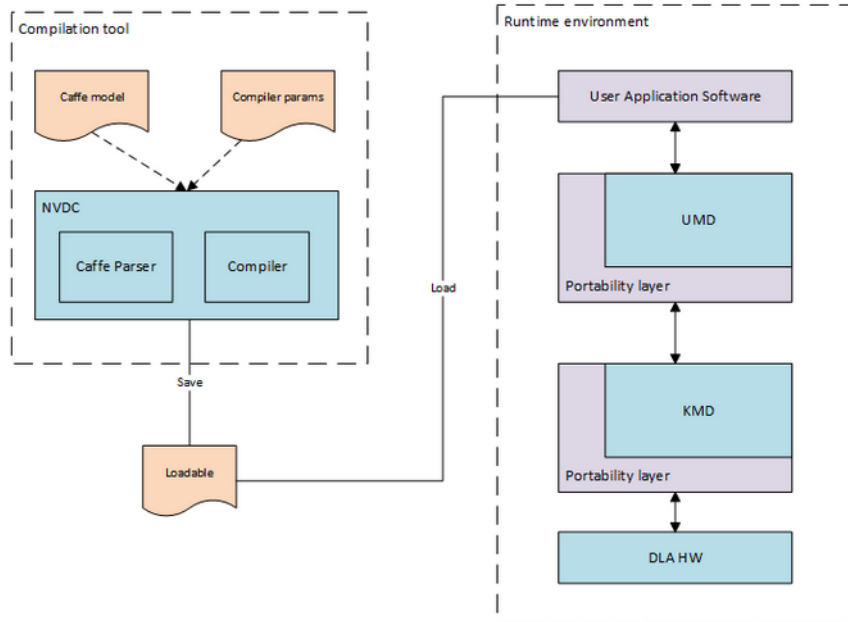 Compilation tool
Caffe model
Compiler params
NVDC
Caffe Parser
Compiler
Save
Loadable
Load
Runtime environment
User Application Software
UMD
Portability layer
KMD
Portability layer
DLA HW